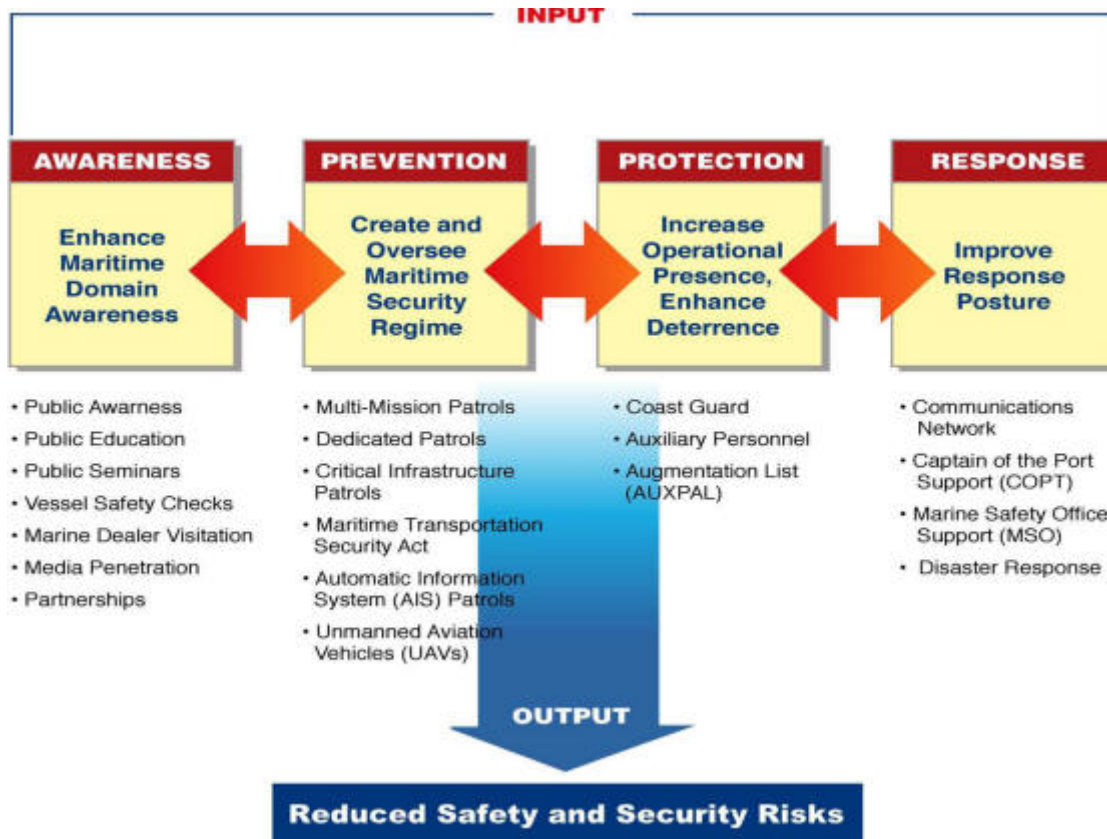 INPUT
AWARENESS
Enhance
Maritime
Domain
Awareness
• Public Awarness
• Public Education
• Public Seminars
• Vessel Safety Checks
• Marine Dealer Visitation
• Media Penetration
• Partnerships
PREVENTION
Create and
Oversee
Maritime
Security
Regime
• Multi-Mission Patrols
• Dedicated Patrols
• Critical Infrastructure
Patrols
• Maritime Transportation
Security Act
• Automatic Information
System (AIS) Patrols
• Unmanned Aviation
Vehicles (UAVs)
PROTECTION
Increase
Operational
Presence,
Enhance
Deterrence
• Coast Guard
• Auxiliary Personnel
• Augmentation List
(AUXPAL)
RESPONSE
Improve
Response
Posture
• Communications
Network
• Captain of the Port
Support (COPT)
• Marine Safety Office
Support (MSO)
• Disaster Response
OUTPUT
Reduced Safety and Security Risks